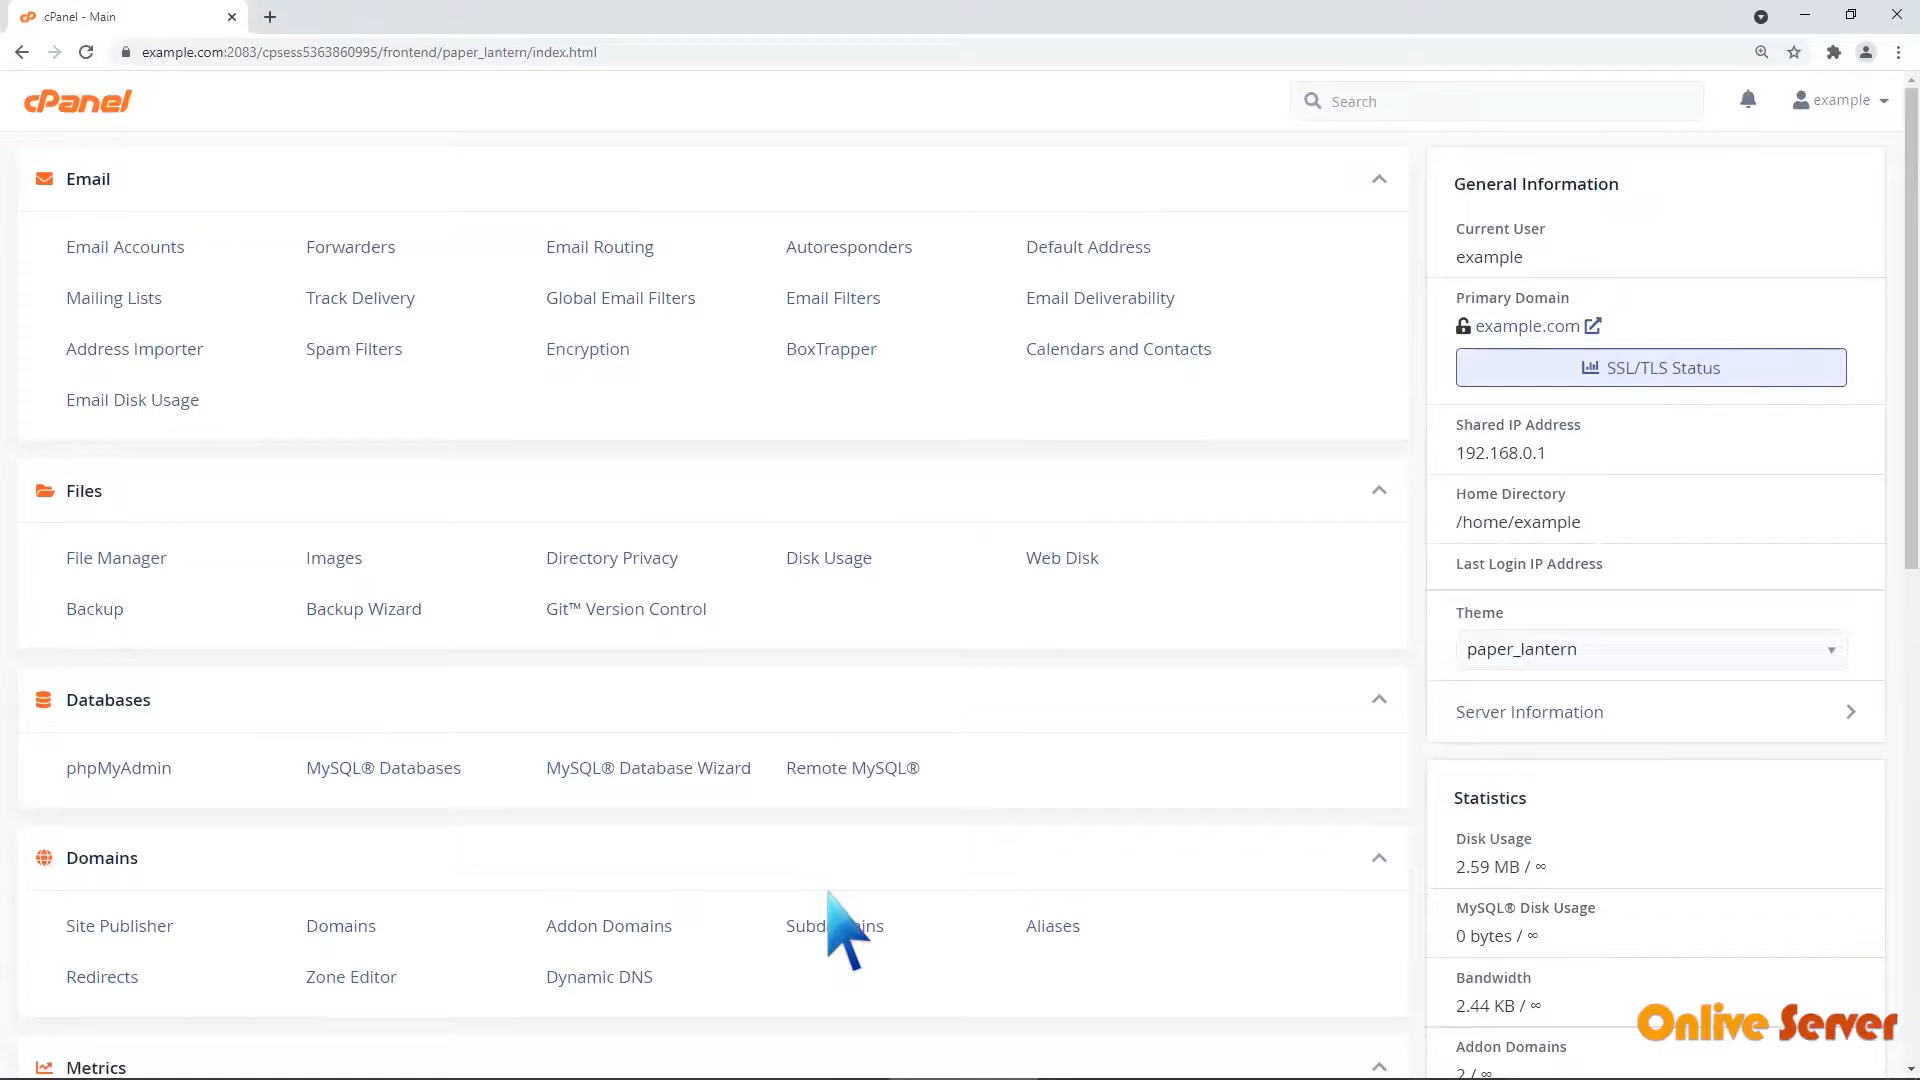 cPanel - Main
example.com:2083/cpsess5363860995/frontend/paper_lantern/index.html
cPanel
Search
example
Email
Email Accounts
Forwarders
Email Routing
Autoresponders
Default Address
Mailing Lists
Track Delivery
Global Email Filters
Email Filters
Email Deliverability
Address Importer
Spam Filters
Encryption
BoxTrapper
Calendars and Contacts
Email Disk Usage
Files
File Manager
Images
Directory Privacy
Disk Usage
Web Disk
Backup
Backup Wizard
Git™ Version Control
Databases
phpMyAdmin
MySQL® Databases
MySQL® Database Wizard
Remote MySQL®
Domains
Site Publisher
Domains
Addon Domains
Subdomains
Aliases
Redirects
Zone Editor
Dynamic DNS
Metrics
General Information
Current User
example
Primary Domain
example.com
SSL/TLS Status
Shared IP Address
192.168.0.1
Home Directory
/home/example
Last Login IP Address
Theme
paper_lantern
Server Information
Statistics
Disk Usage
2.59 MB / ∞
MySQL® Disk Usage
0 bytes / ∞
Bandwidth
2.44 KB / ∞
Addon Domains
2 / ∞
Onlive Server